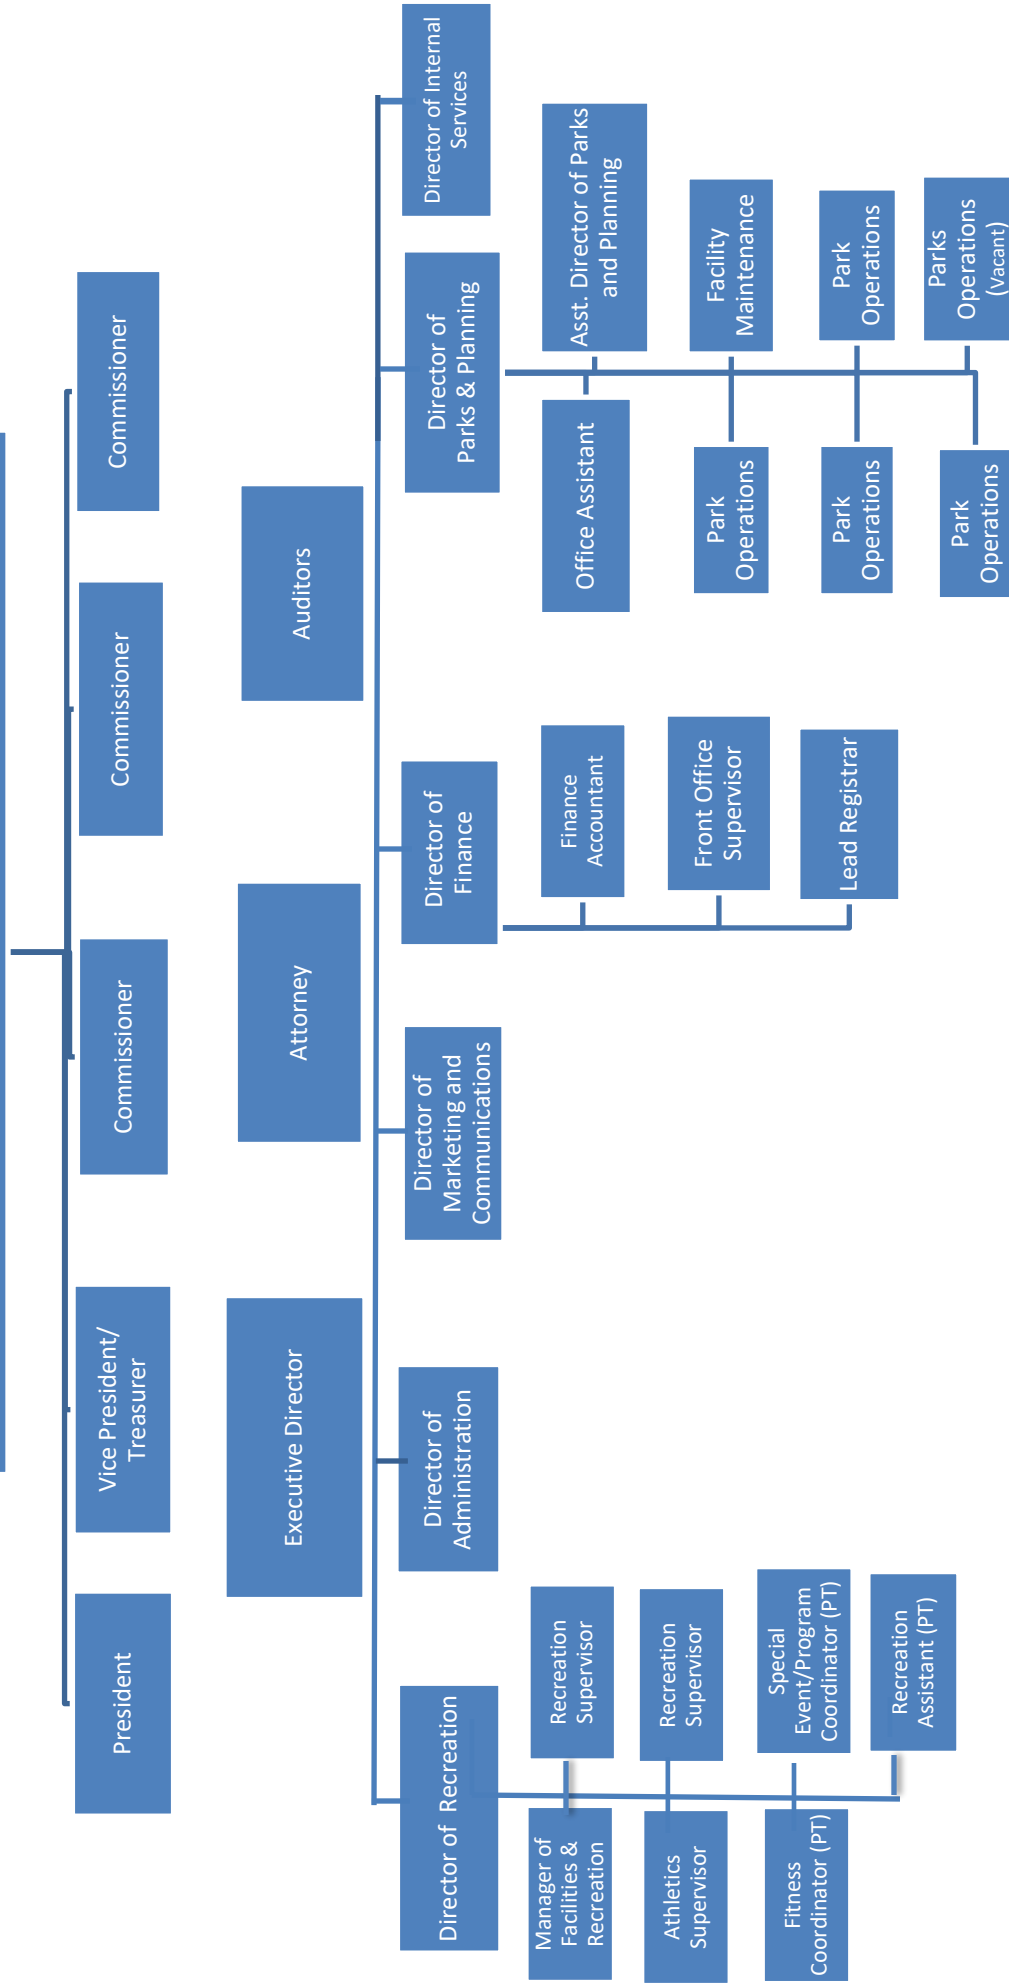 President
Vice President/
Treasurer
Commissioner
Commissioner
Commissioner
Executive Director
Attorney
Auditors
Director of Recreation
Director of
Administration
Director of
Marketing and
Communications
Director of
Finance
Director of
Parks & Planning
Director of Internal
Services
Manager of
Facilities &
Recreation
Recreation
Supervisor
Athletics
Supervisor
Recreation
Supervisor
Fitness
Coordinator (PT)
Special
Event/Program
Coordinator (PT)
Recreation
Assistant (PT)
Finance
Accountant
Front Office
Supervisor
Lead Registrar
Office Assistant
Asst. Director of Parks
and Planning
Park
Operations
Facility
Maintenance
Park
Operations
Park
Operations
Park
Operations
Parks
Operations
(Vacant)